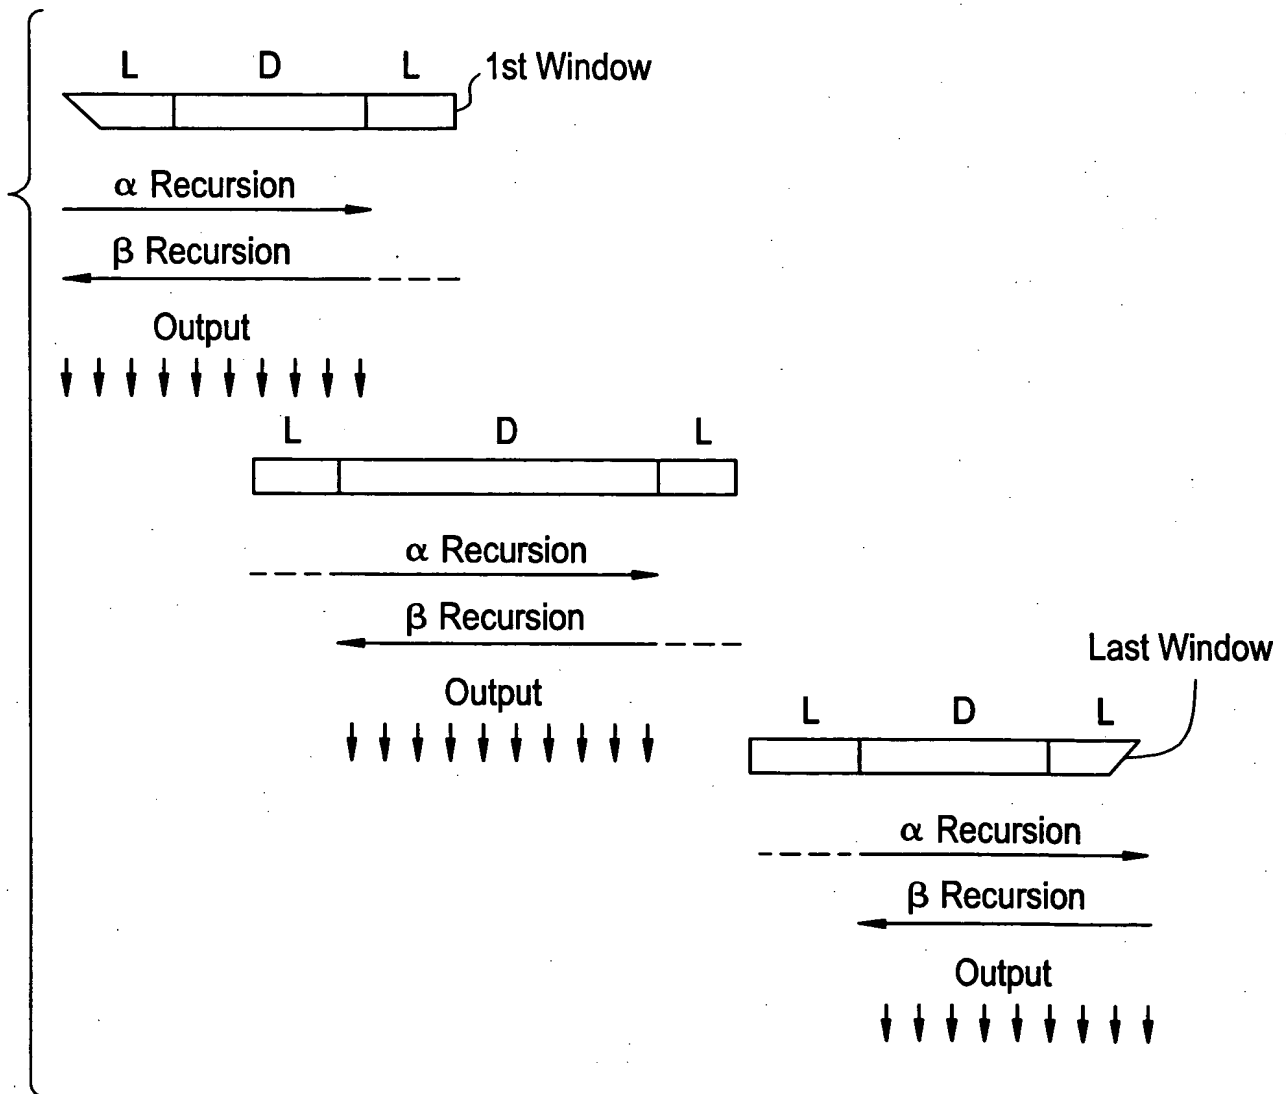 L D L 1st Window
α Recursion
β Recursion
Output
L D L
α Recursion
β Recursion
Output
Last Window
L D L
α Recursion
β Recursion
Output